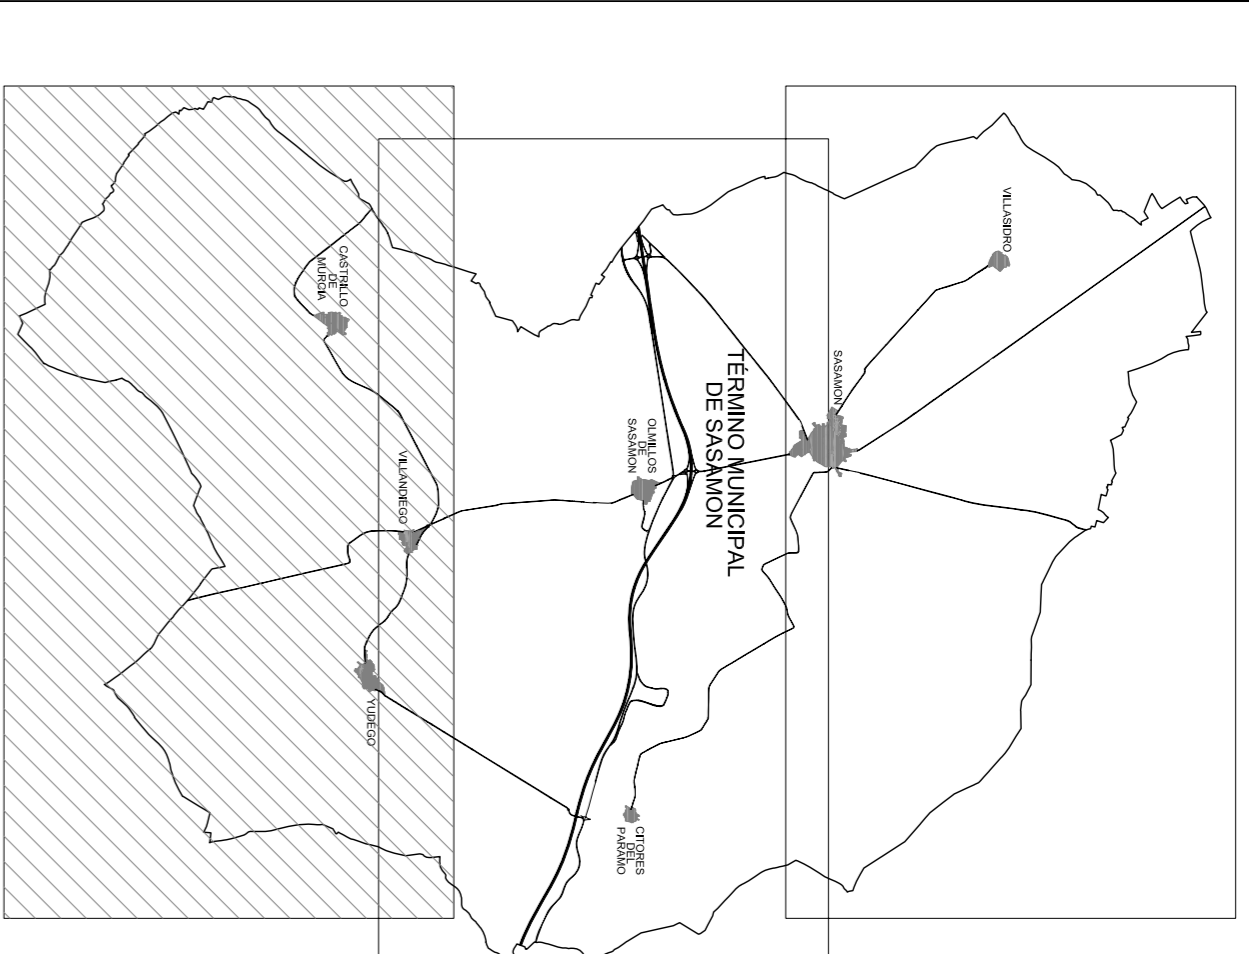 VILLASIDRO
SASAMON
TÉRMINO MUNICIPAL
DE SASAMON
OLMILLOS
DE
SASAMON
CITORES
DEL
PARAMO
VILLANDIEGO
YUDEGO
CASTRILLO
DE
MURCIA